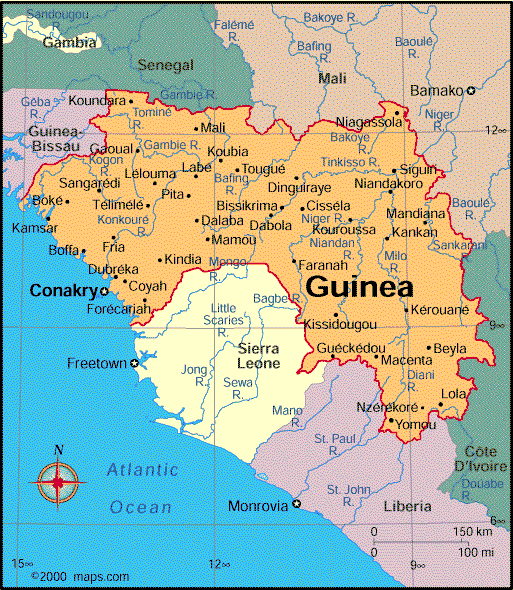 Sandougou
R.
Gambia
Falémé
R.
Bakoye R.
Bafing
R.
Baoulé
R.
Senegal
Mali
Bamako
Gambie R.
Géba
R.
Koundara
Tominé
R.
Niagassola
Niger
R.
12∞
Guinea-
Bissau
Mali
Gambie R.
Bakoye
R.
Gaoual
Kogon
R.
Koubia
Tinkisso R.
Siguiri
Lélouma
Labé
Tougué
Bafing
R.
Dinguiraye
Niandakoro
Sangarédi
Pita
Boké
Télimélé
Bissikrima
Cisséla
Mandiana
Baoulé
R.
Kamsar
Konkouré
R.
Dalaba
Dabola
Niger R.
Kouroussa
Kankan
Sankarani
R.
Fria
Mamou
Niandan
R.
Milo
R.
Boffa
Kindia
Mongo
R.
Faranah
Dubréka
Conakry
Coyah
Guinea
Forécariah
Bagbe R.
Little
Scaries
R.
Kissidougou
Kérouané
9∞
Freetown
Sierra
Leone
Guéckédou
Macenta
Beyla
Jong
R.
Sewa
R.
Diani
R.
Mano
R.
Nzérékoré
Lola
Yomou
St. Paul
R.
Côte
D'Ivoire
N
Atlantic
Ocean
St. John
R.
Douabe
R.
Monrovia
Liberia
6∞
0 150 km
0 100 mi
15∞
12∞
9∞
©2000 maps.com